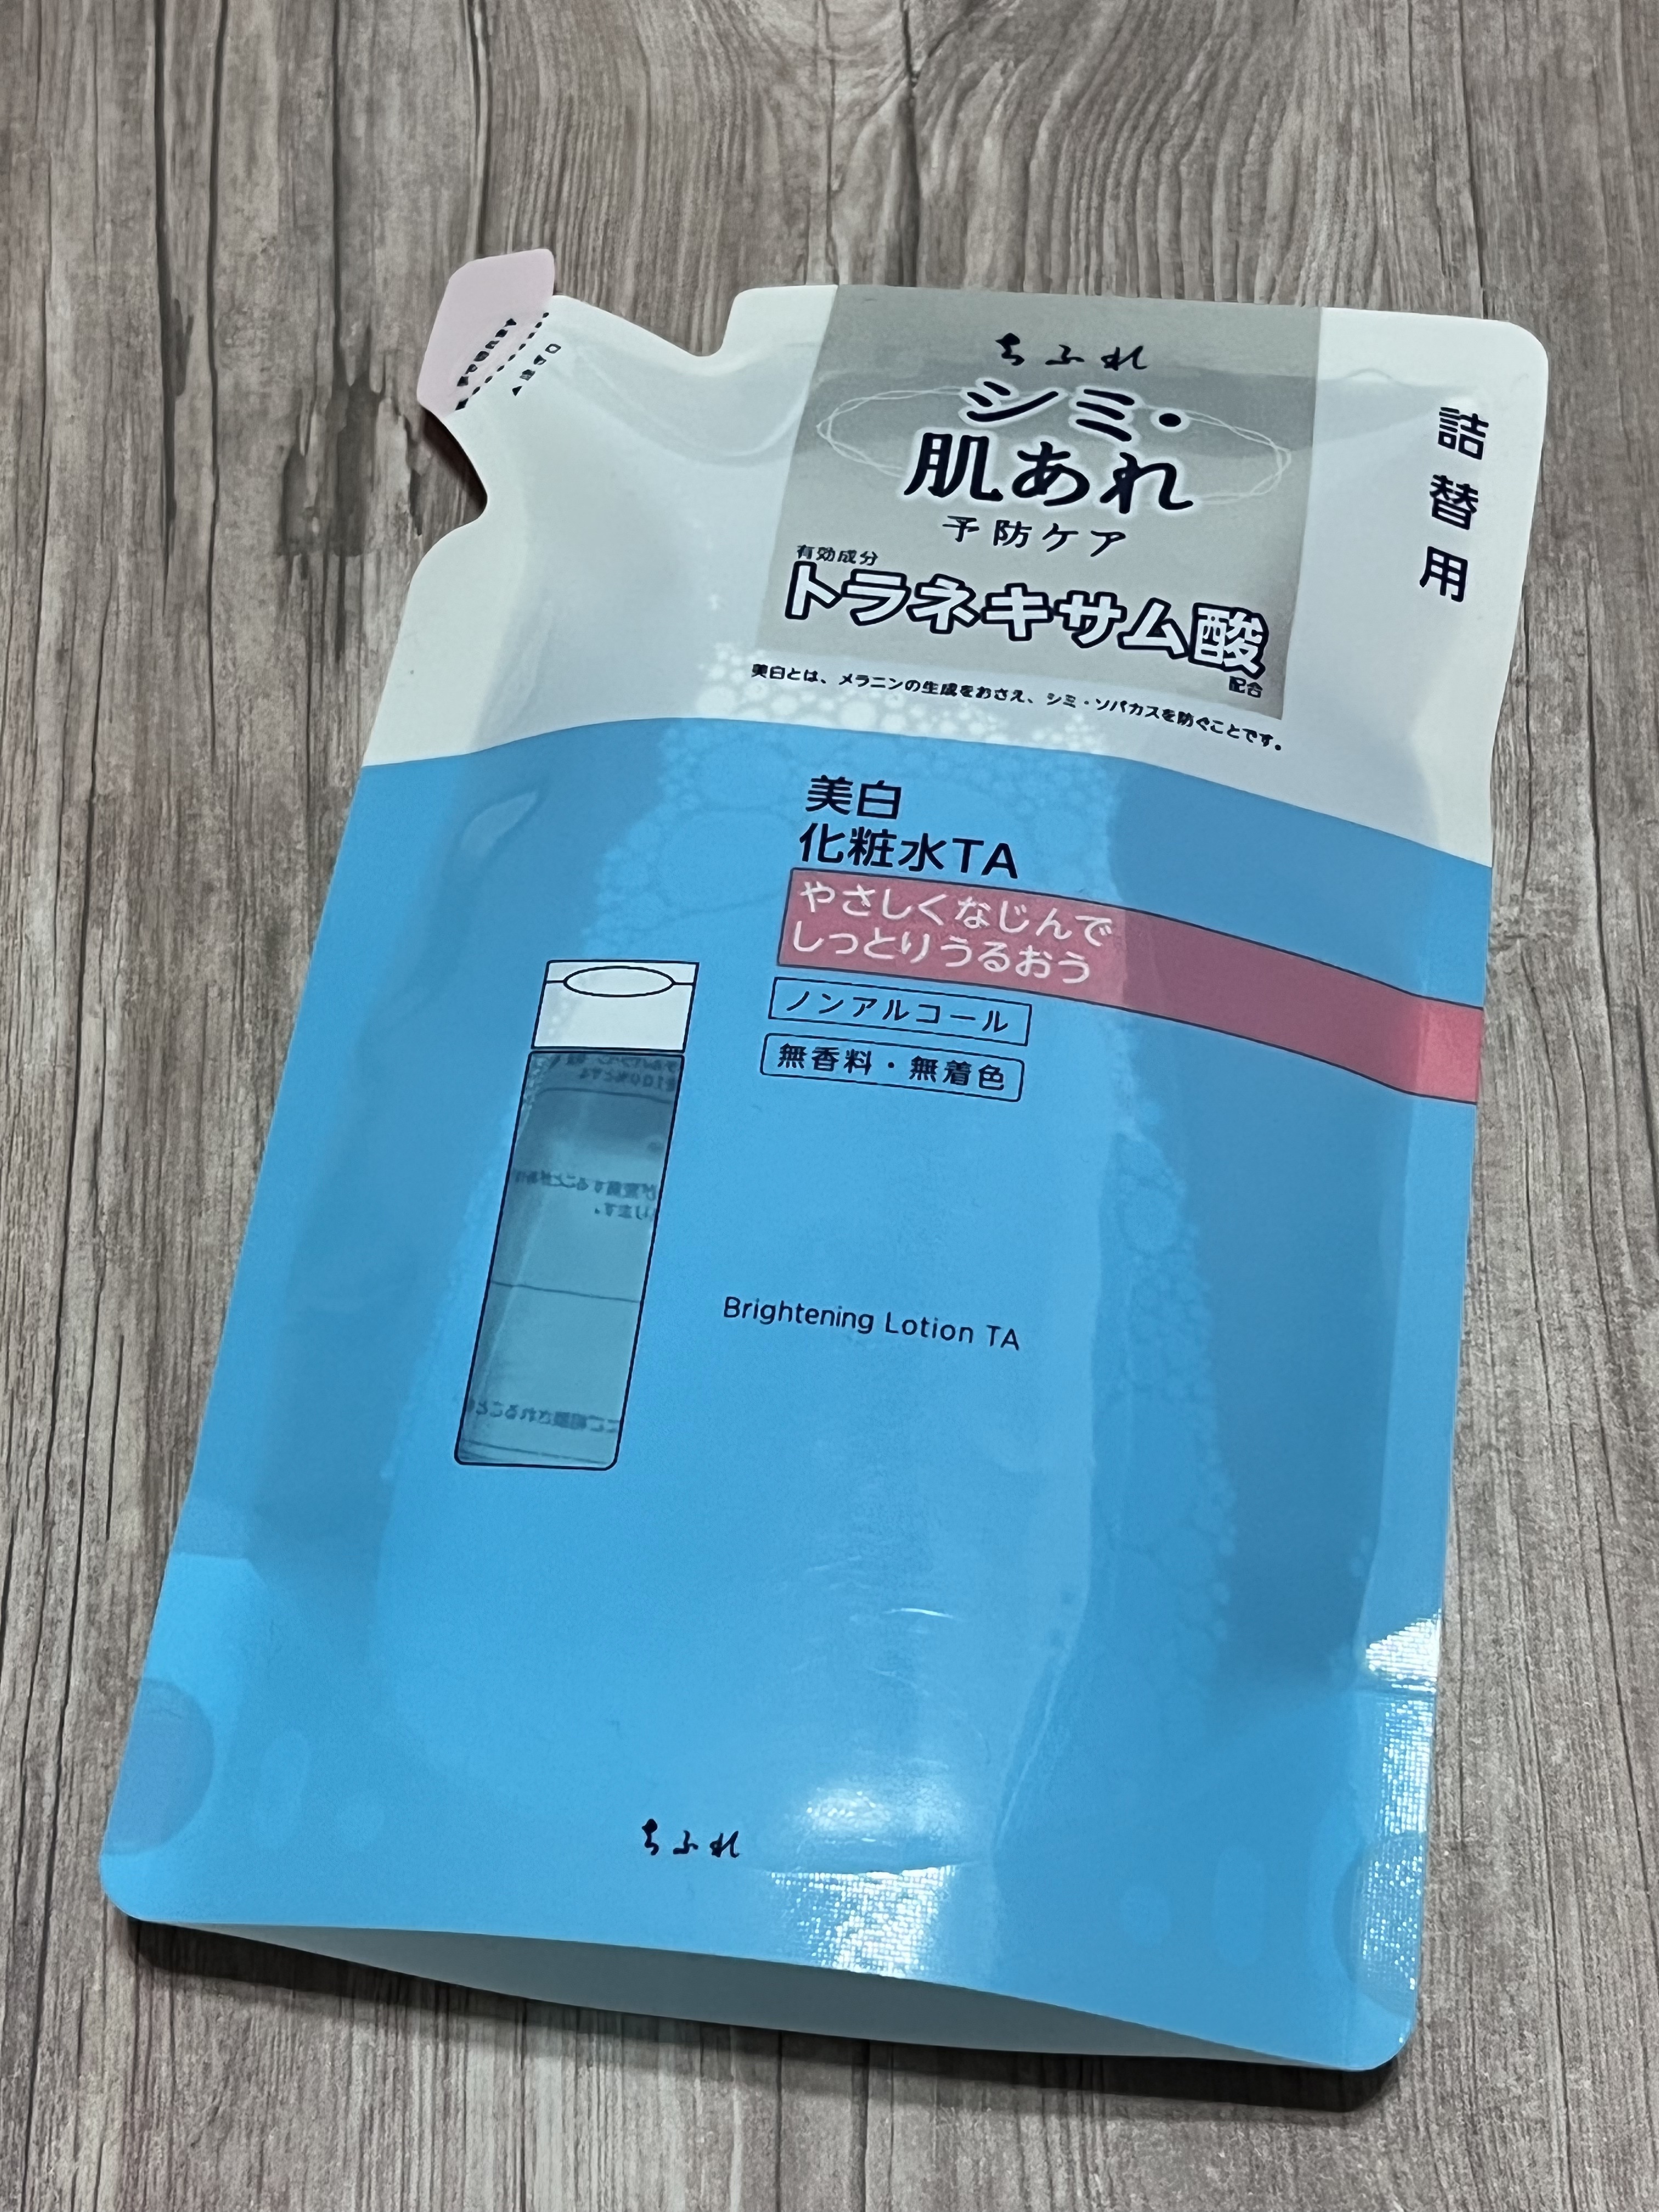 ちふれ
シミ・
肌あれ
予防ケア
有効成分
トラネキサム酸
配合
美白とは、メラニンの生成をおさえ、シミ・ソバカスを防ぐことです。
詰替用
美白
化粧水TA
やさしくなじんで
しっとりうるおう
ノンアルコール
無香料・無着色
Brightening Lotion TA
ちふれ